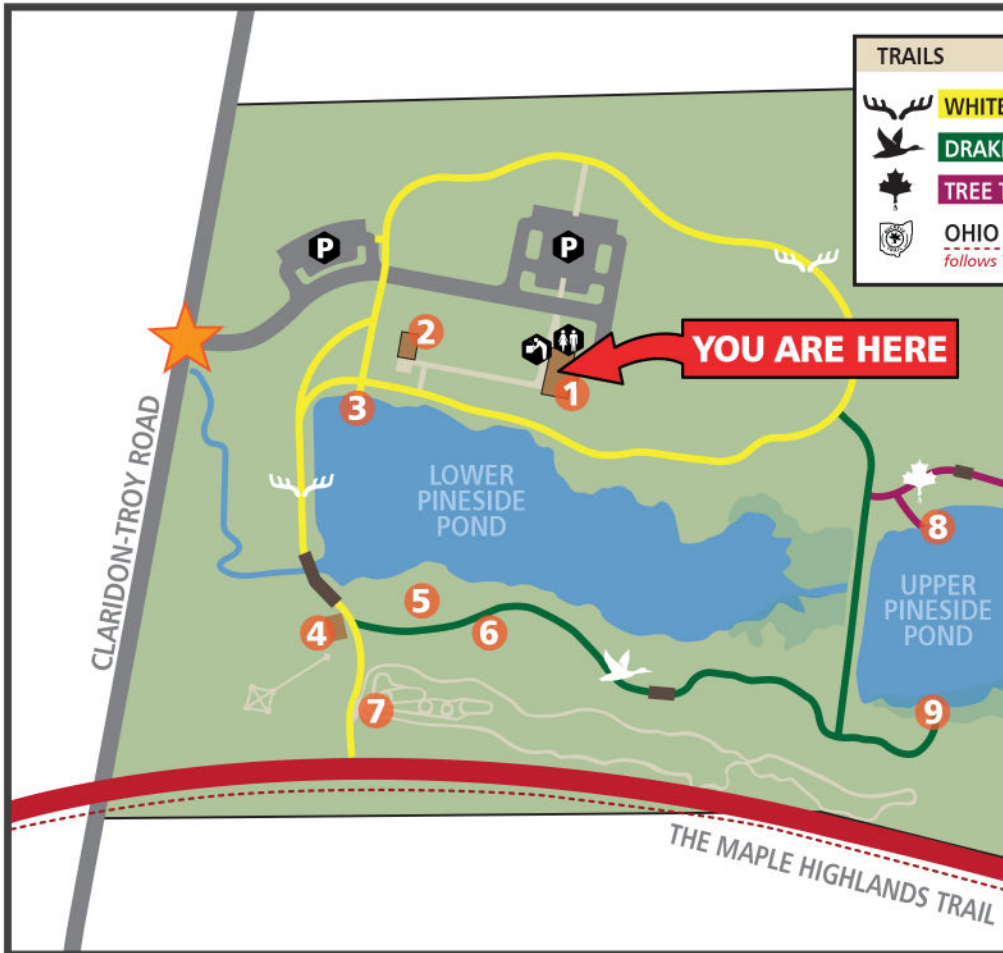 TRAILS
WHITE
DRAKE
TREE T
OHIO
follows
P
P
2
YOU ARE HERE
1
3
CLARIDON-TROY ROAD
LOWER
PINESIDE
POND
8
UPPER
PINESIDE
POND
5
4
6
7
9
THE MAPLE HIGHLANDS TRAIL